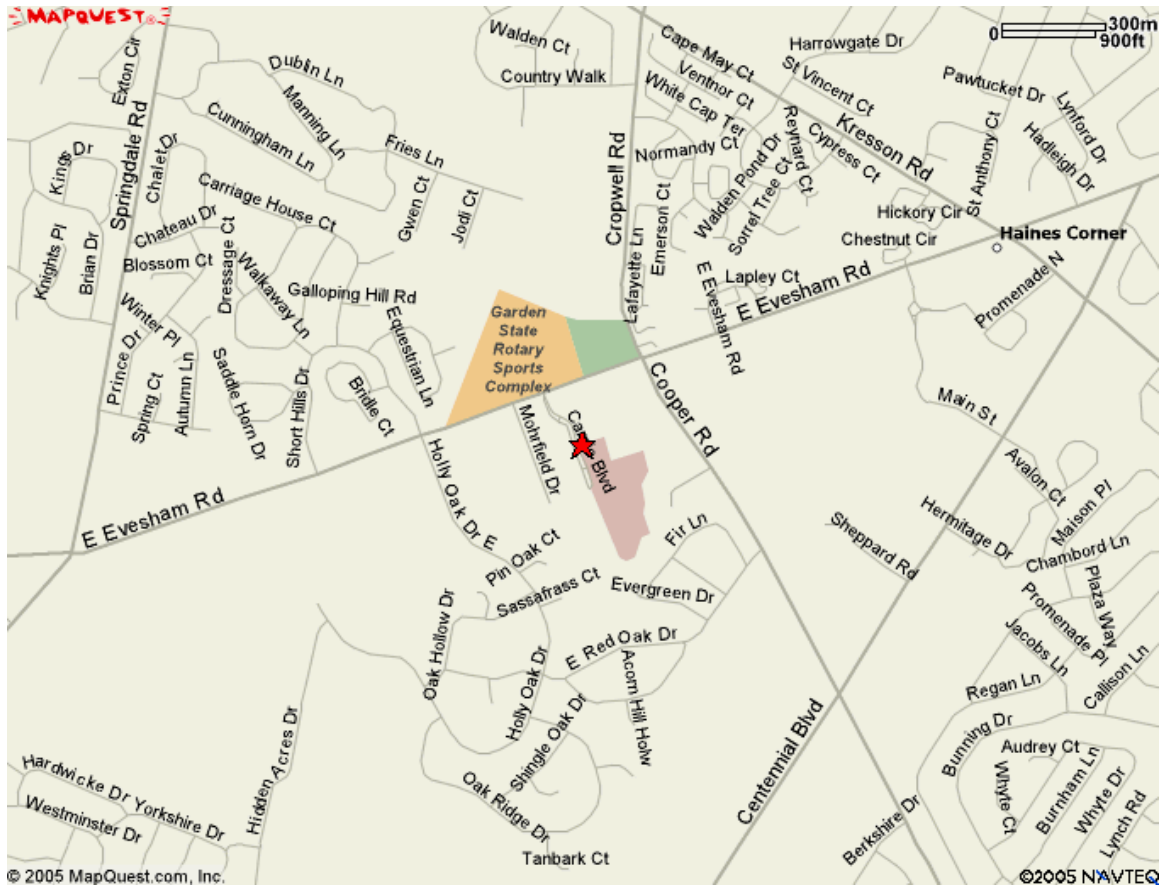 MAPQUEST
300m
0
900ft
Walden Ct
Country Walk
Cape May Ct
Ventnor Ct
White Cap Ter
Harrowgate Dr
St Vincent Ct
Pawtucket Dr
Lynford Dr
Hadleigh Dr
Exton Cir
Springdale Rd
Dublin Ln
Manning Ln
Cunningham Ln
Fries Ln
Kings Dr
Chalet Dr
Carriage House Ct
Gwen Ct
Jodi Ct
Cropwell Rd
Normandy Ct
Walden Pond Dr
Reynard Ct
Cypress Ct
Kresson Rd
St Anthony Ct
Sorrel Tree Ct
Emerson Ct
Lafayette Ln
Hickory Cir
Chestnut Cir
Haines Corner
Knights Pl
Brian Dr
Chateau Dr
Blossom Ct
Dressage Ct
Walkaway Ln
Galloping Hill Rd
Equestrian Ln
Lapley Ct
E Evesham Rd
E Evesham Rd
Promenade N
Winter Pl
Prince Dr
Spring Ct
Autumn Ln
Saddle Horn Dr
Short Hills Dr
Bridle Ct
Garden
State
Rotary
Sports
Complex
Cooper Rd
Mohrfield Dr
Blvd
Main St
Avalon Ct
Maison Pl
E Evesham Rd
Holly Oak Dr E
Pin Oak Ct
Sassafrass Ct
Fir Ln
Evergreen Dr
Sheppard Rd
Hermitage Dr
Chambord Ln
Plaza Way
Promenade Pl
Jacobs Ln
Callison Ln
Regan Ln
Oak Hollow Dr
E Red Oak Dr
Holly Oak Dr
Acorn Hill Holw
Shingle Oak Dr
Oak Ridge Dr
Tanbark Ct
Centennial Blvd
Bunning Dr
Audrey Ct
Whyte Ct
Burnham Ln
Whyte Dr
Lynch Rd
Berkshire Dr
Hidden Acres Dr
Hardwicke Dr
Yorkshire Dr
Westminster Dr
© 2005 MapQuest.com, Inc.
©2005 NAVTEQ